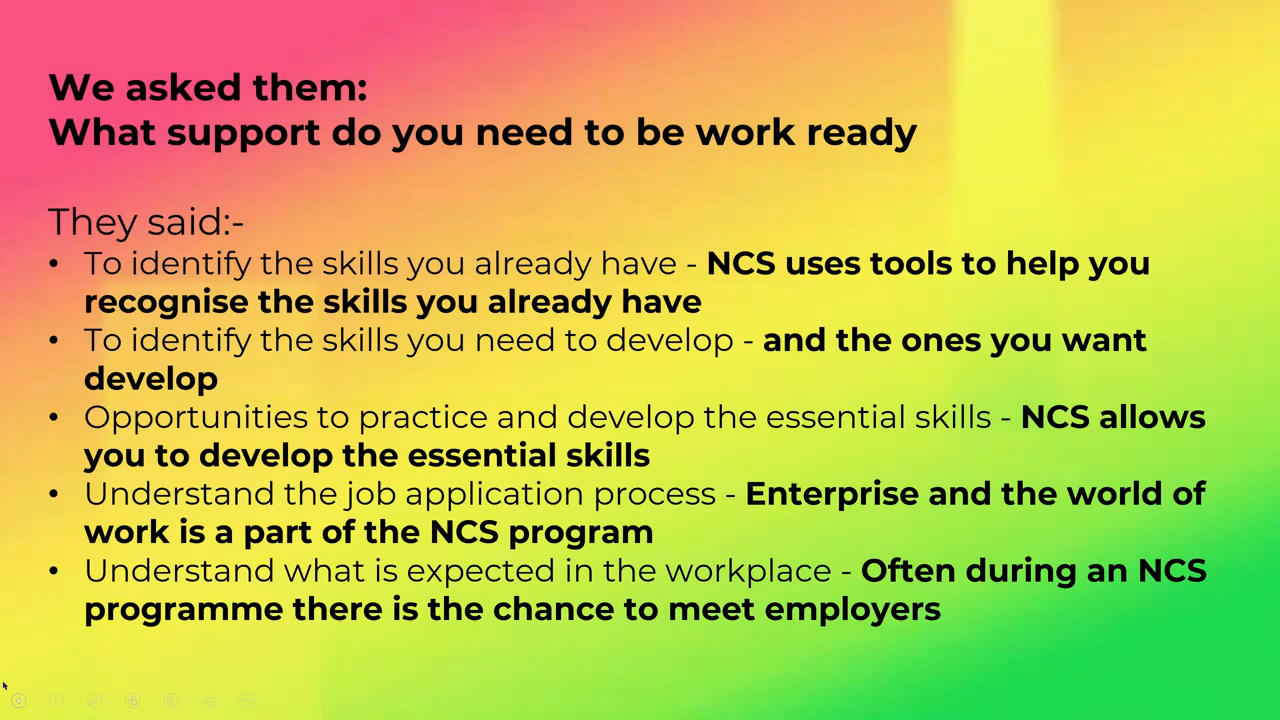 We asked them:
What support do you need to be work ready
They said:-
• To identify the skills you already have - NCS uses tools to help you
recognise the skills you already have
• To identify the skills you need to develop - and the ones you want
develop
• Opportunities to practice and develop the essential skills - NCS allows
you to develop the essential skills
• Understand the job application process - Enterprise and the world of
work is a part of the NCS program
• Understand what is expected in the workplace - Often during an NCS
programme there is the chance to meet employers